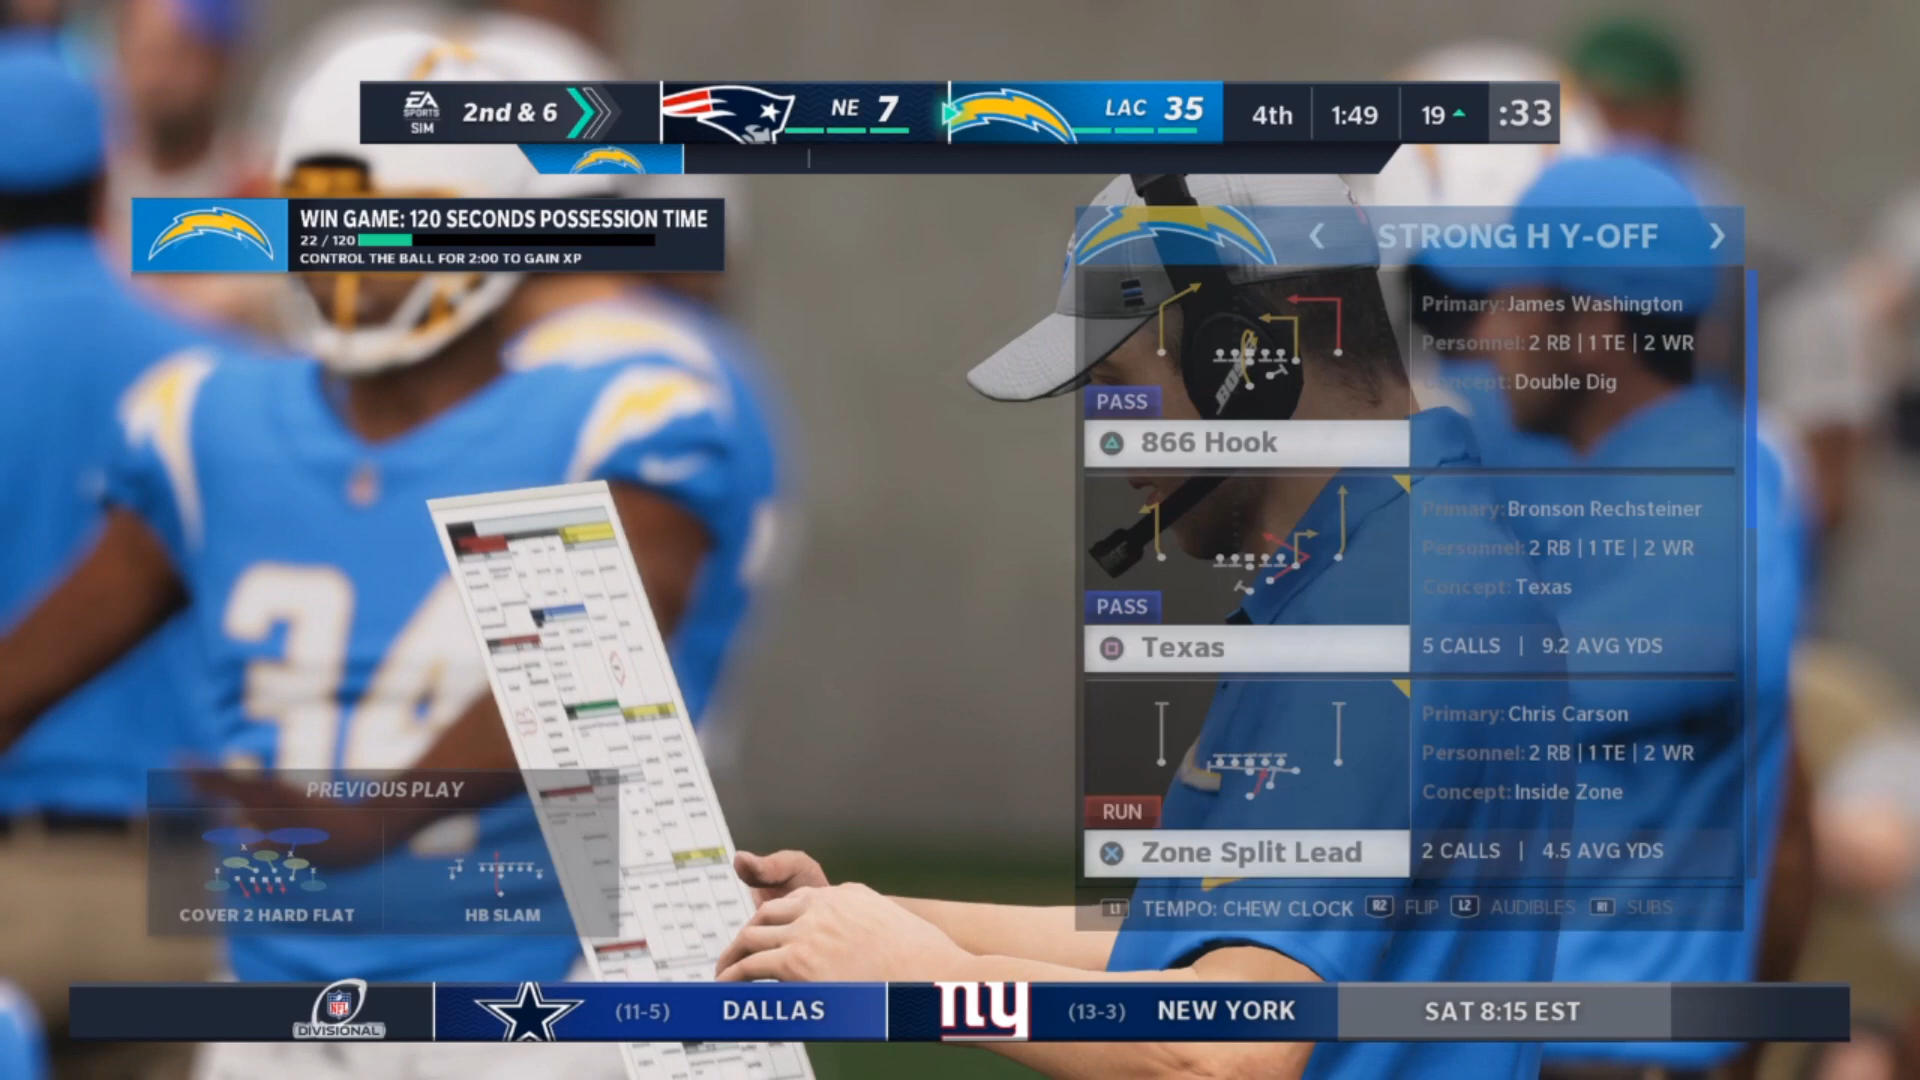 EA
SPORTS
SIM
2nd & 6
NE 7
LAC 35
4th
1:49
19
:33
WIN GAME: 120 SECONDS POSSESSION TIME
22 / 120
CONTROL THE BALL FOR 2:00 TO GAIN XP
STRONG H Y-OFF
Primary: James Washington
Personnel: 2 RB | 1 TE | 2 WR
Concept: Double Dig
PASS
866 Hook
BOSE
Primary: Bronson Rechsteiner
Personnel: 2 RB | 1 TE | 2 WR
Concept: Texas
PASS
Texas
5 CALLS | 9.2 AVG YDS
Primary: Chris Carson
Personnel: 2 RB | 1 TE | 2 WR
Concept: Inside Zone
RUN
Zone Split Lead
2 CALLS | 4.5 AVG YDS
L1 TEMPO: CHEW CLOCK R2 FLIP L2 AUDIBLES R1 SUBS
34
PREVIOUS PLAY
COVER 2 HARD FLAT
HB SLAM
NFL
DIVISIONAL
(11-5) DALLAS
ny
(13-3) NEW YORK
SAT 8:15 EST